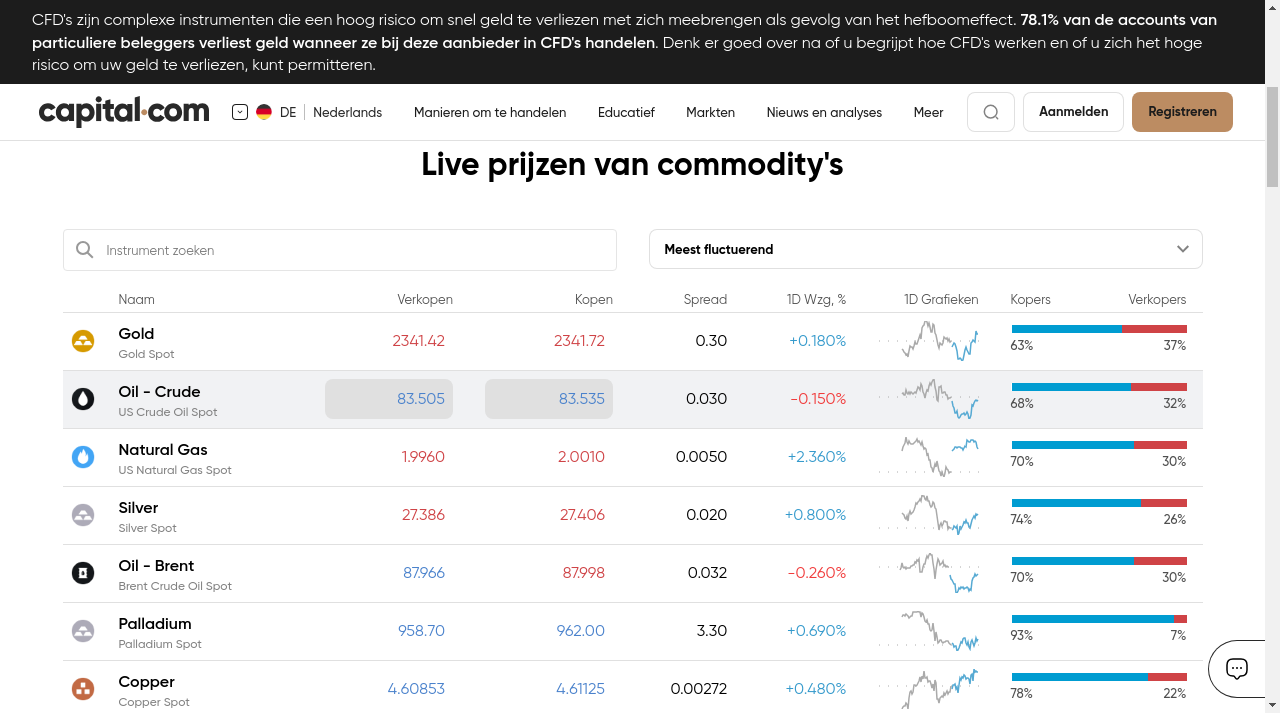 CFD's zijn complexe instrumenten die een hoog risico om snel geld te verliezen met zich meebrengen als gevolg van het hefboomeffect. 78.1% van de accounts van
particuliere beleggers verliest geld wanneer ze bij deze aanbieder in CFD's handelen. Denk er goed over na of u begrijpt hoe CFD's werken en of u zich het hoge
risico om uw geld te verliezen, kunt permitteren.
capital.com DE Nederlands Manieren om te handelen Educatief Markten Nieuws en analyses Meer Aanmelden Registreren
Live prijzen van commodity's
Instrument zoeken Meest fluctuerend
Naam Verkopen Kopen Spread 1D Wzg, % 1D Grafieken Kopers Verkopers
Gold 2341.42 2341.72 0.30 +0.180%
Gold Spot 63% 37%
Oil - Crude 83.505 83.535 0.030 -0.150%
US Crude Oil Spot 68% 32%
Natural Gas 1.9960 2.0010 0.0050 +2.360%
US Natural Gas Spot 70% 30%
Silver 27.386 27.406 0.020 +0.800%
Silver Spot 74% 26%
Oil - Brent 87.966 87.998 0.032 -0.260%
Brent Crude Oil Spot 70% 30%
Palladium 958.70 962.00 3.30 +0.690%
Palladium Spot 93% 7%
Copper 4.60853 4.61125 0.00272 +0.480%
Copper Spot 78% 22%